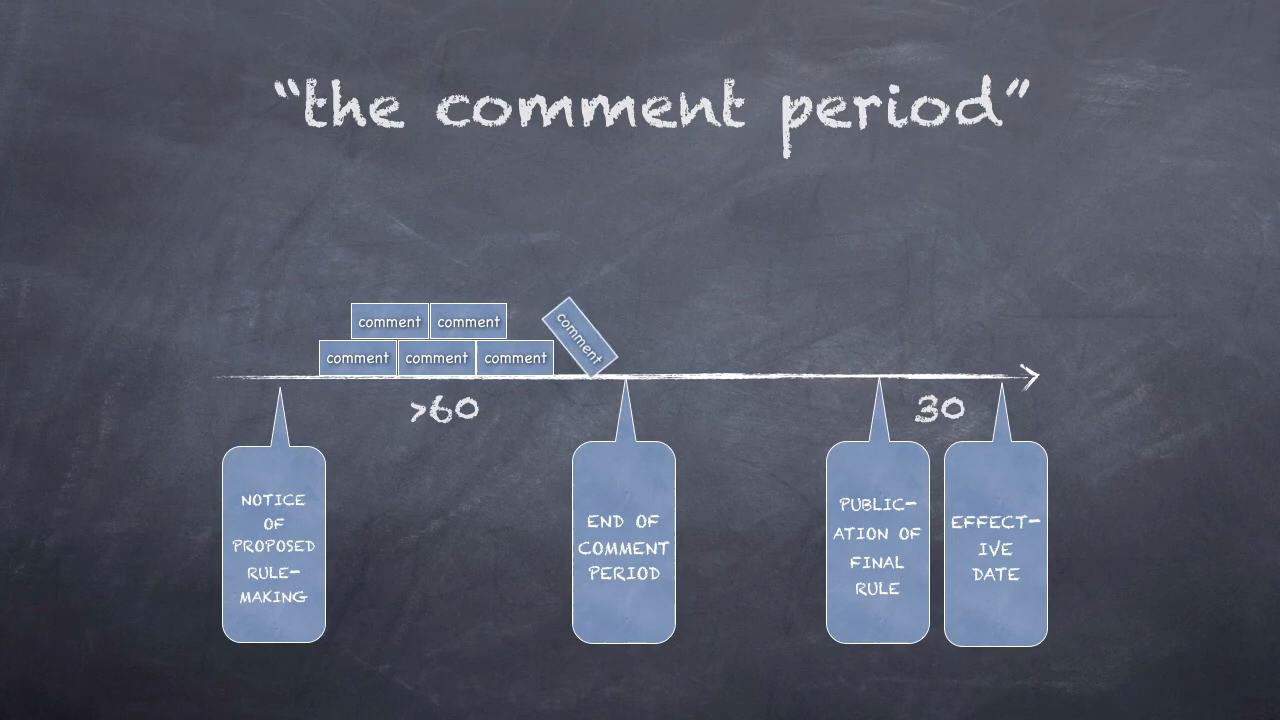 “the comment period”
comment comment
comment comment comment
comment
>60
30
NOTICE
OF
PROPOSED
RULE-
MAKING
END OF
COMMENT
PERIOD
PUBLIC-
ATION OF
FINAL
RULE
EFFECT-
IVE
DATE